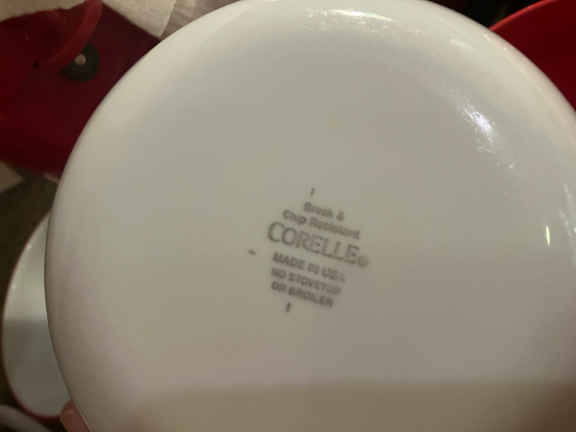 Break &
Chip Resistant
CORELLE®
MADE IN USA
NO STOVETOP
OR BROILER